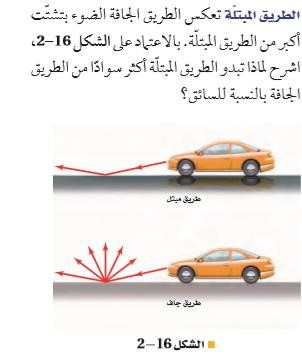 الطريق المبتلّة تعكس الطريق الجافة الضوء بتشتّت
أكبر من الطريق المبتلّة. بالاعتماد على الشكل 16–2،
اشرح لماذا تبدو الطريق المبتلّة أكثر سوادًا من الطريق
الجافة بالنسبة للسائق؟
طريق مبتل
طريق جاف
■ الشكل 16–2